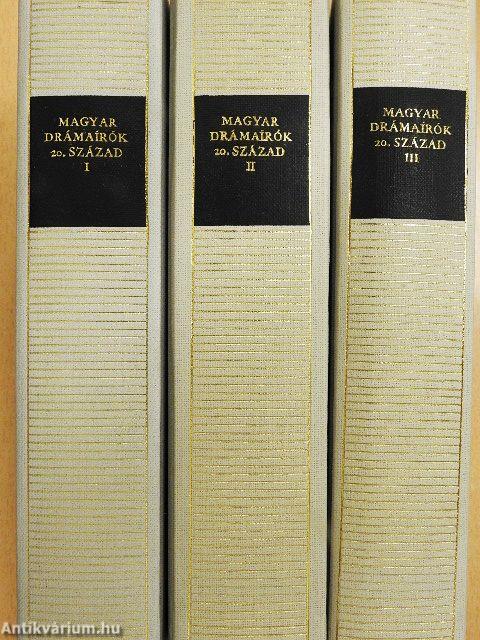 MAGYAR
DRÁMAÍRÓK
20. SZÁZAD
I
MAGYAR
DRÁMAÍRÓK
20. SZÁZAD
II
MAGYAR
DRÁMAÍRÓK
20. SZÁZAD
III
Antikvárium.hu